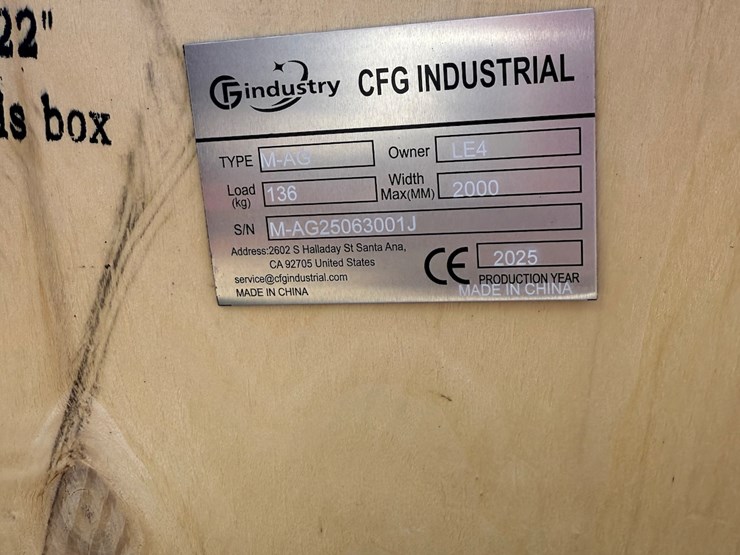 22"
ls box
CFGindustry CFG INDUSTRIAL
TYPE M-AG Owner LE4
Load (kg) 136 Width Max(MM) 2000
S/N M-AG25063001J
Address:2602 S Halladay St Santa Ana,
CA 92705 United States
service@cfgindustrial.com
MADE IN CHINA
CE 2025
PRODUCTION YEAR
MADE IN CHINA